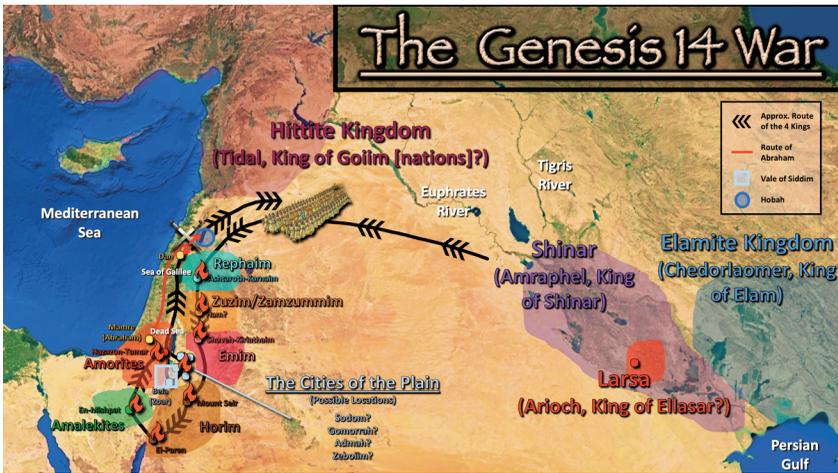 The Genesis 14 War
Approx. Route
of the 4 Kings
Route of
Abraham
Vale of Siddim
Hobah
Hittite Kingdom
(Tidal, King of Goiim [nations]?)
Tigris
River
Euphrates
River
Mediterranean
Sea
Shinar
(Amraphel, King
of Shinar)
Elamite Kingdom
(Chedorlaomer, King
of Elam)
Dan
Sea of Galilee
Rephaim
Ashtaroth-Karnaim
Zuzim/Zamzummim
Ham?
Shaveh-Kiriathaim
Mamre
(Abraham)
Dead Sea
Hazazon-Tamar
Amorites
Emim
Bela
(Zoar)
Mount Seir
En-Mishpat
Amalekites
Horim
El-Paran
The Cities of the Plain
(Possible Locations)
Sodom?
Gomorrah?
Admah?
Zeboiim?
Larsa
(Arioch, King of Ellasar?)
Persian
Gulf